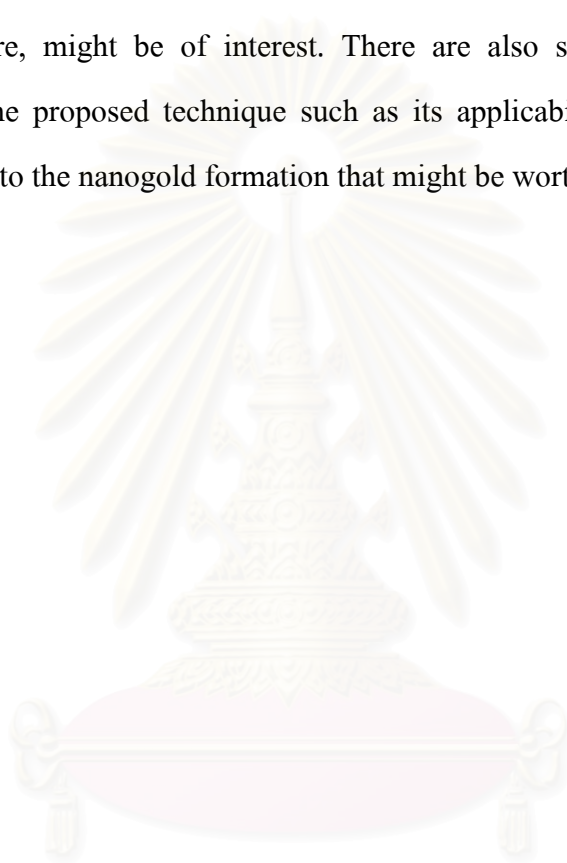 re, might be of interest. There are also s
ne proposed technique such as its applicabi
to the nanogold formation that might be wort